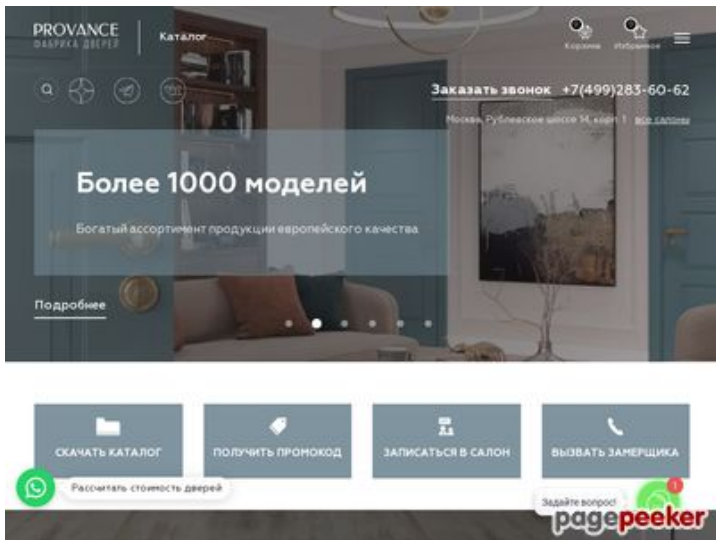 PROVANCE
ФАБРИКА ДВЕРЕЙ
Каталог
Корзина
Избранное
Заказать звонок +7(499)283-60-62
Москва, Рублевское шоссе 14, корп. 1 все салоны
Более 1000 моделей
Богатый ассортимент продукции европейского качества
Подробнее
СКАЧАТЬ КАТАЛОГ
ПОЛУЧИТЬ ПРОМОКОД
ЗАПИСАТЬСЯ В САЛОН
ВЫЗВАТЬ ЗАМЕРЩИКА
Рассчитать стоимость дверей
Задайте вопрос!
1
pagepeeker